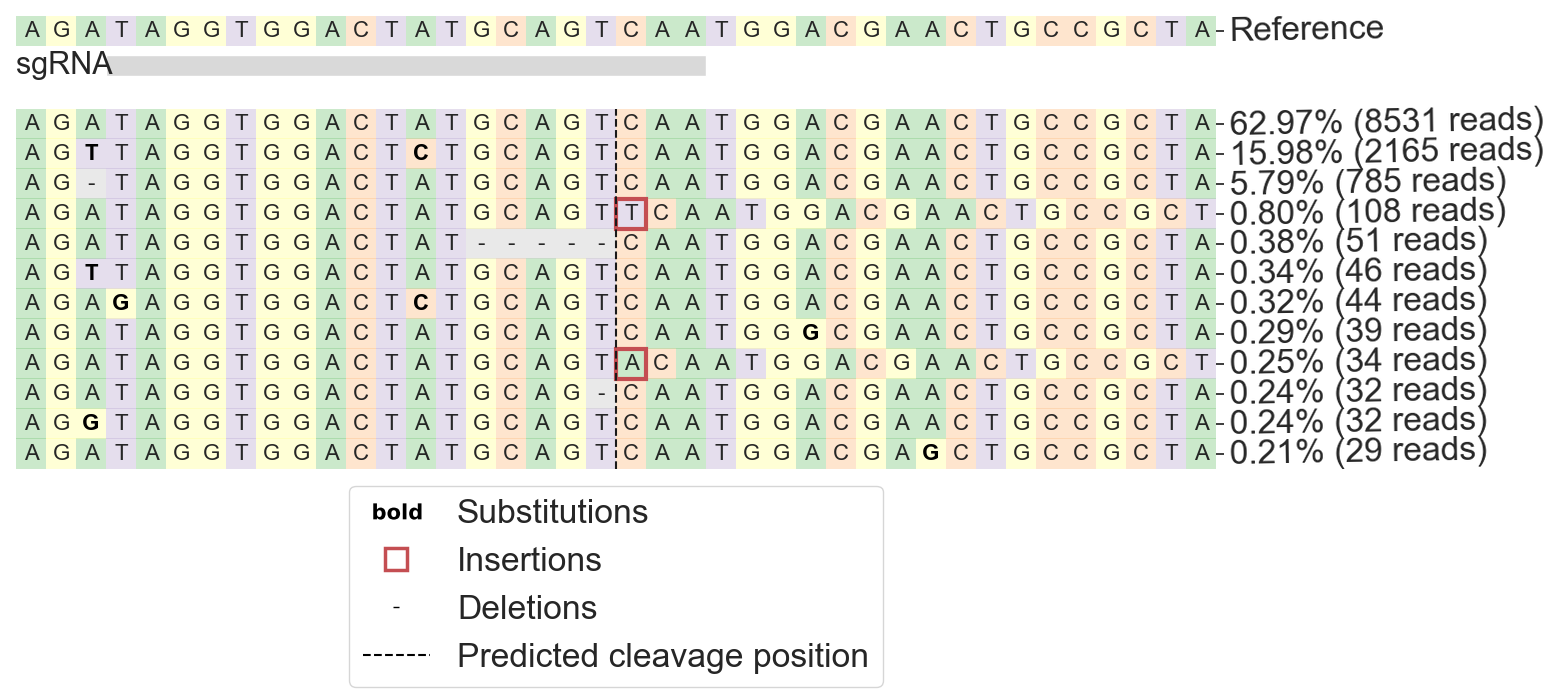 A G A T A G G T G G A C T A T G C A G T C A A T G G A C G A A C T G C C G C T A Reference
sgRNA
A G A T A G G T G G A C T A T G C A G T C A A T G G A C G A A C T G C C G C T A 62.97% (8531 reads)
A G T T A G G T G G A C T C T G C A G T C A A T G G A C G A A C T G C C G C T A 15.98% (2165 reads)
A G - T A G G T G G A C T A T G C A G T C A A T G G A C G A A C T G C C G C T A 5.79% (785 reads)
A G A T A G G T G G A C T A T G C A G T T C A A T G G A C G A A C T G C C G C T 0.80% (108 reads)
A G A T A G G T G G A C T A T - - - - - C A A T G G A C G A A C T G C C G C T A 0.38% (51 reads)
A G T T A G G T G G A C T A T G C A G T C A A T G G A C G A A C T G C C G C T A 0.34% (46 reads)
A G A G A G G T G G A C T C T G C A G T C A A T G G A C G A A C T G C C G C T A 0.32% (44 reads)
A G A T A G G T G G A C T A T G C A G T C A A T G G G C G A A C T G C C G C T A 0.29% (39 reads)
A G A T A G G T G G A C T A T G C A G T A C A A T G G A C G A A C T G C C G C T 0.25% (34 reads)
A G A T A G G T G G A C T A T G C A G - C A A T G G A C G A A C T G C C G C T A 0.24% (32 reads)
A G G T A G G T G G A C T A T G C A G T C A A T G G A C G A A C T G C C G C T A 0.24% (32 reads)
A G A T A G G T G G A C T A T G C A G T C A A T G G A C G A G C T G C C G C T A 0.21% (29 reads)
bold Substitutions
Insertions
- Deletions
Predicted cleavage position